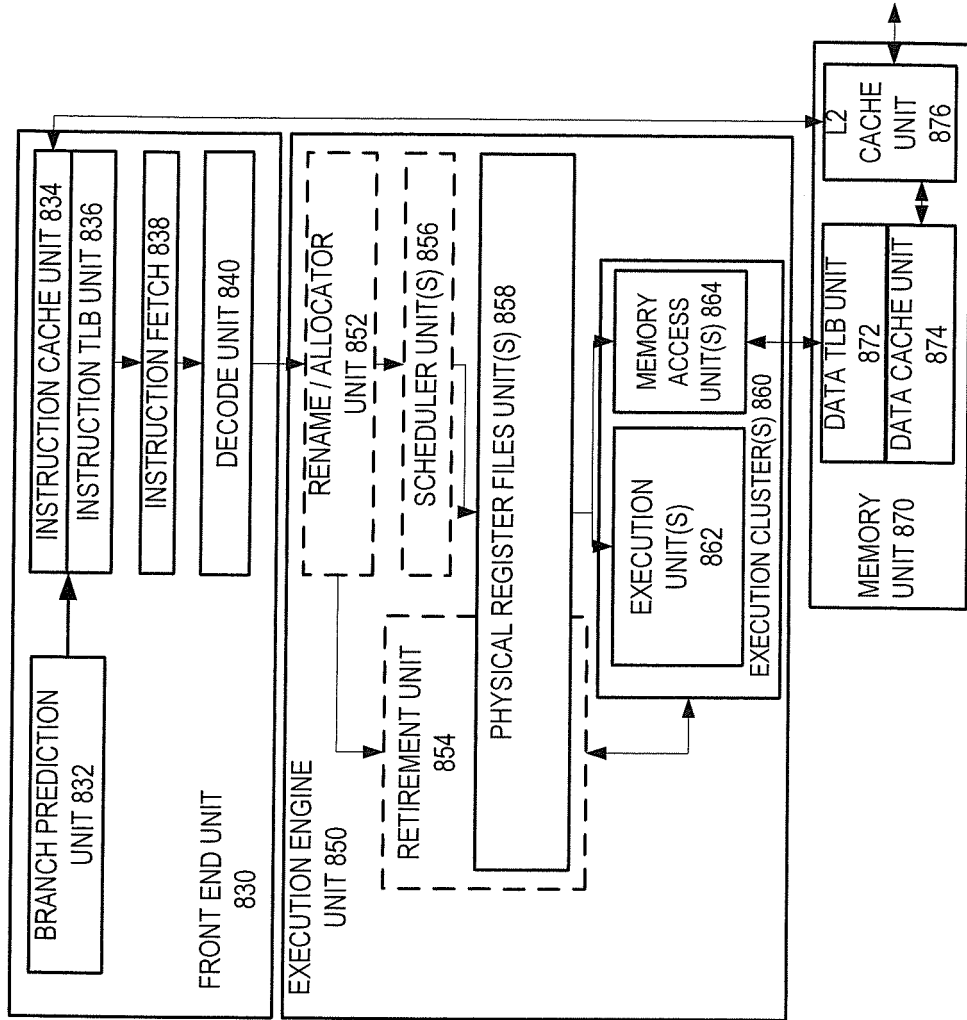 BRANCH PREDICTION
UNIT 832
INSTRUCTION CACHE UNIT 834
INSTRUCTION TLB UNIT 836
INSTRUCTION FETCH 838
DECODE UNIT 840
FRONT END UNIT
830
EXECUTION ENGINE
UNIT 850
RENAME / ALLOCATOR
UNIT 852
RETIREMENT UNIT
854
SCHEDULER UNIT(S) 856
PHYSICAL REGISTER FILES UNIT(S) 858
EXECUTION
UNIT(S)
862
MEMORY
ACCESS
UNIT(S) 864
EXECUTION CLUSTER(S) 860
MEMORY
UNIT 870
DATA TLB UNIT
872
DATA CACHE UNIT
874
L2
CACHE
UNIT
876